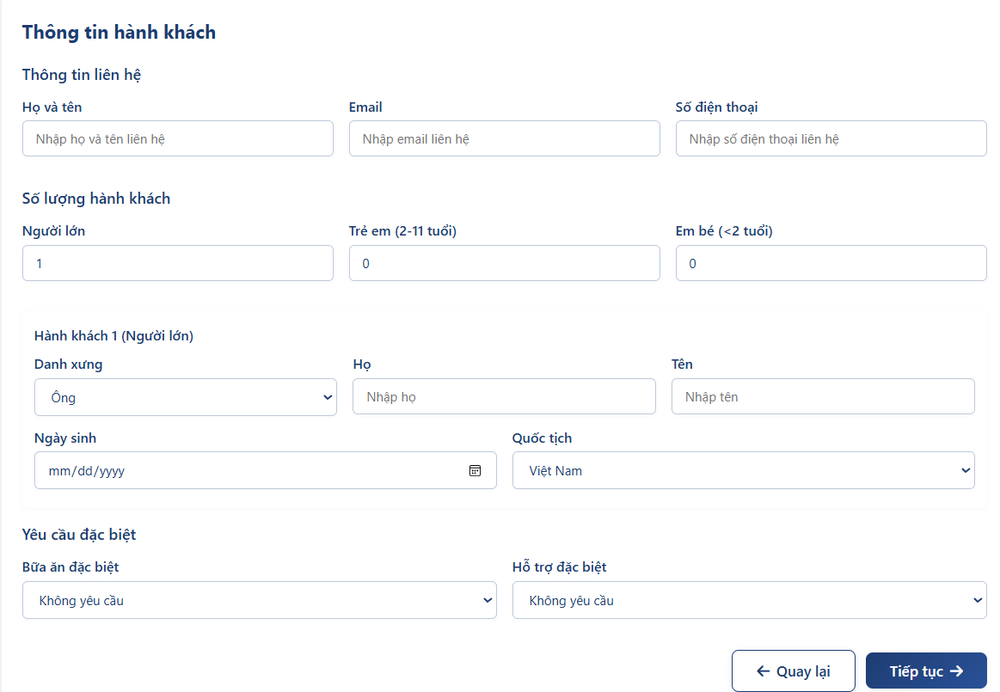 Thông tin hành khách
Thông tin liên hệ
Họ và tên Email Số điện thoại
Nhập họ và tên liên hệ Nhập email liên hệ Nhập số điện thoại liên hệ
Số lượng hành khách
Người lớn Trẻ em (2-11 tuổi) Em bé (<2 tuổi)
1 0 0
Hành khách 1 (Người lớn)
Danh xưng Họ Tên
Ông Nhập họ Nhập tên
Ngày sinh Quốc tịch
mm/dd/yyyy Việt Nam
Yêu cầu đặc biệt
Bữa ăn đặc biệt Hỗ trợ đặc biệt
Không yêu cầu Không yêu cầu
← Quay lại Tiếp tục →